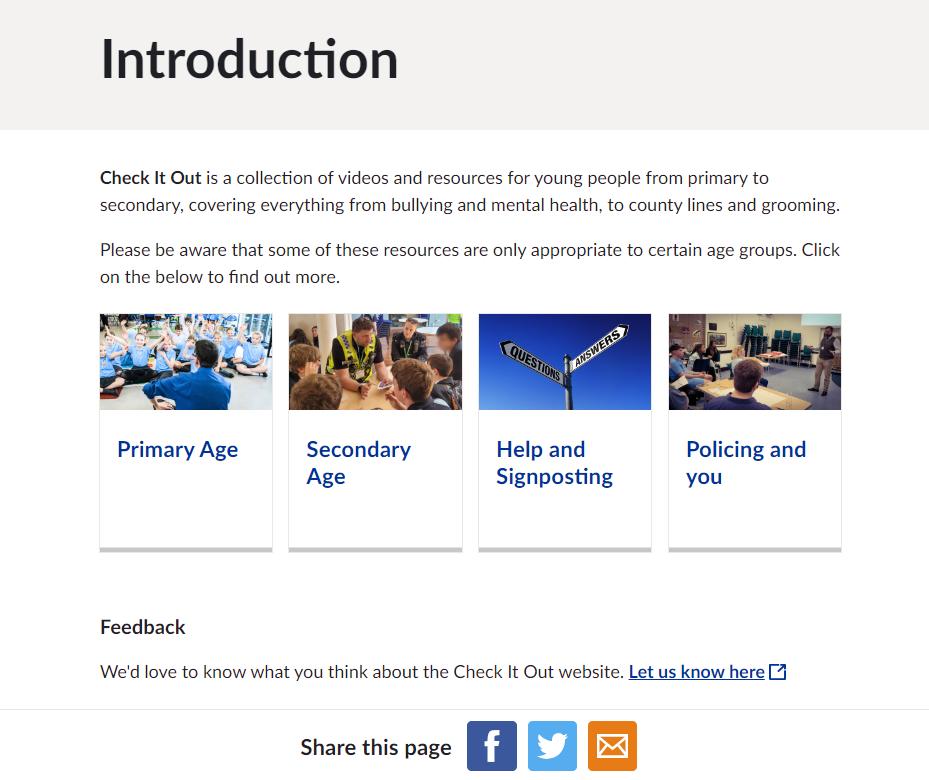 Introduction
Check It Out is a collection of videos and resources for young people from primary to
secondary, covering everything from bullying and mental health, to county lines and grooming.
Please be aware that some of these resources are only appropriate to certain age groups. Click
on the below to find out more.
QUESTIONS
ANSWERS
Primary Age
Secondary
Age
Help and
Signposting
Policing and
you
Feedback
We'd love to know what you think about the Check It Out website. Let us know here
Share this page